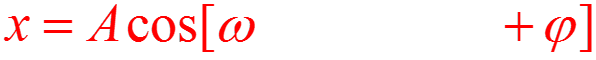 x = A cos[ω + φ]